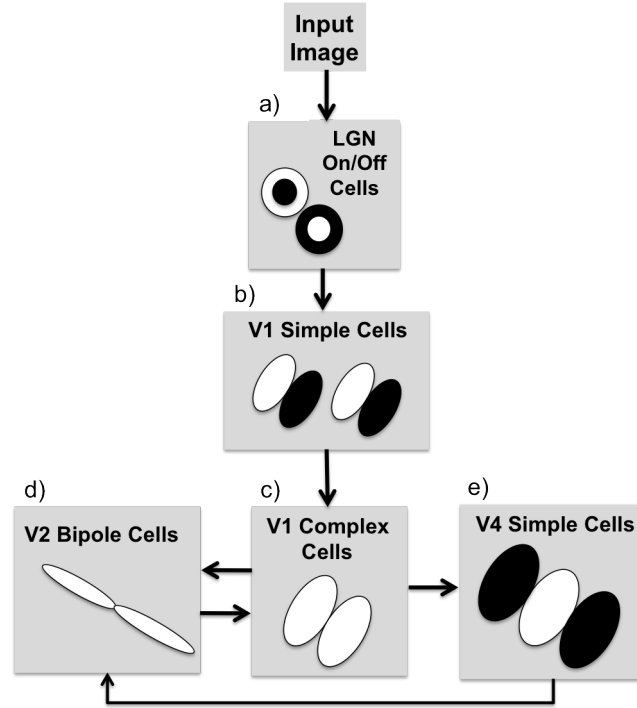 Input
Image
a)
LGN
On/Off
Cells
b)
V1 Simple Cells
d)
V2 Bipole Cells
c)
V1 Complex
Cells
e)
V4 Simple Cells